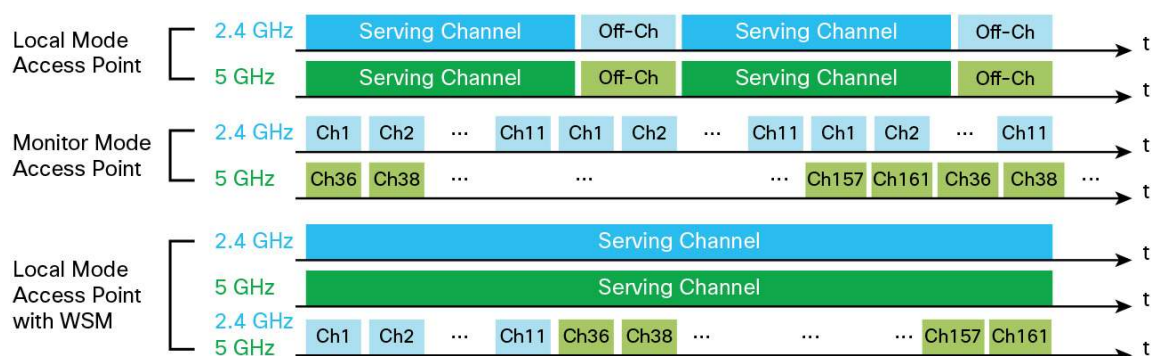 Local Mode
Access Point
2.4 GHz
Serving Channel
Off-Ch
Serving Channel
Off-Ch
t
5 GHz
Serving Channel
Off-Ch
Serving Channel
Off-Ch
t
Monitor Mode
Access Point
2.4 GHz
Ch1 Ch2 ... Ch11 Ch1 Ch2 ... Ch11 Ch1 Ch2 ... Ch11
t
5 GHz
Ch36 Ch38 ... ... ... Ch157 Ch161 Ch36 Ch38 ...
t
Local Mode
Access Point
with WSM
2.4 GHz
Serving Channel
t
5 GHz
Serving Channel
t
2.4 GHz
5 GHz
Ch1 Ch2 ... Ch11 Ch36 Ch38 ... ... ... Ch157 Ch161
t